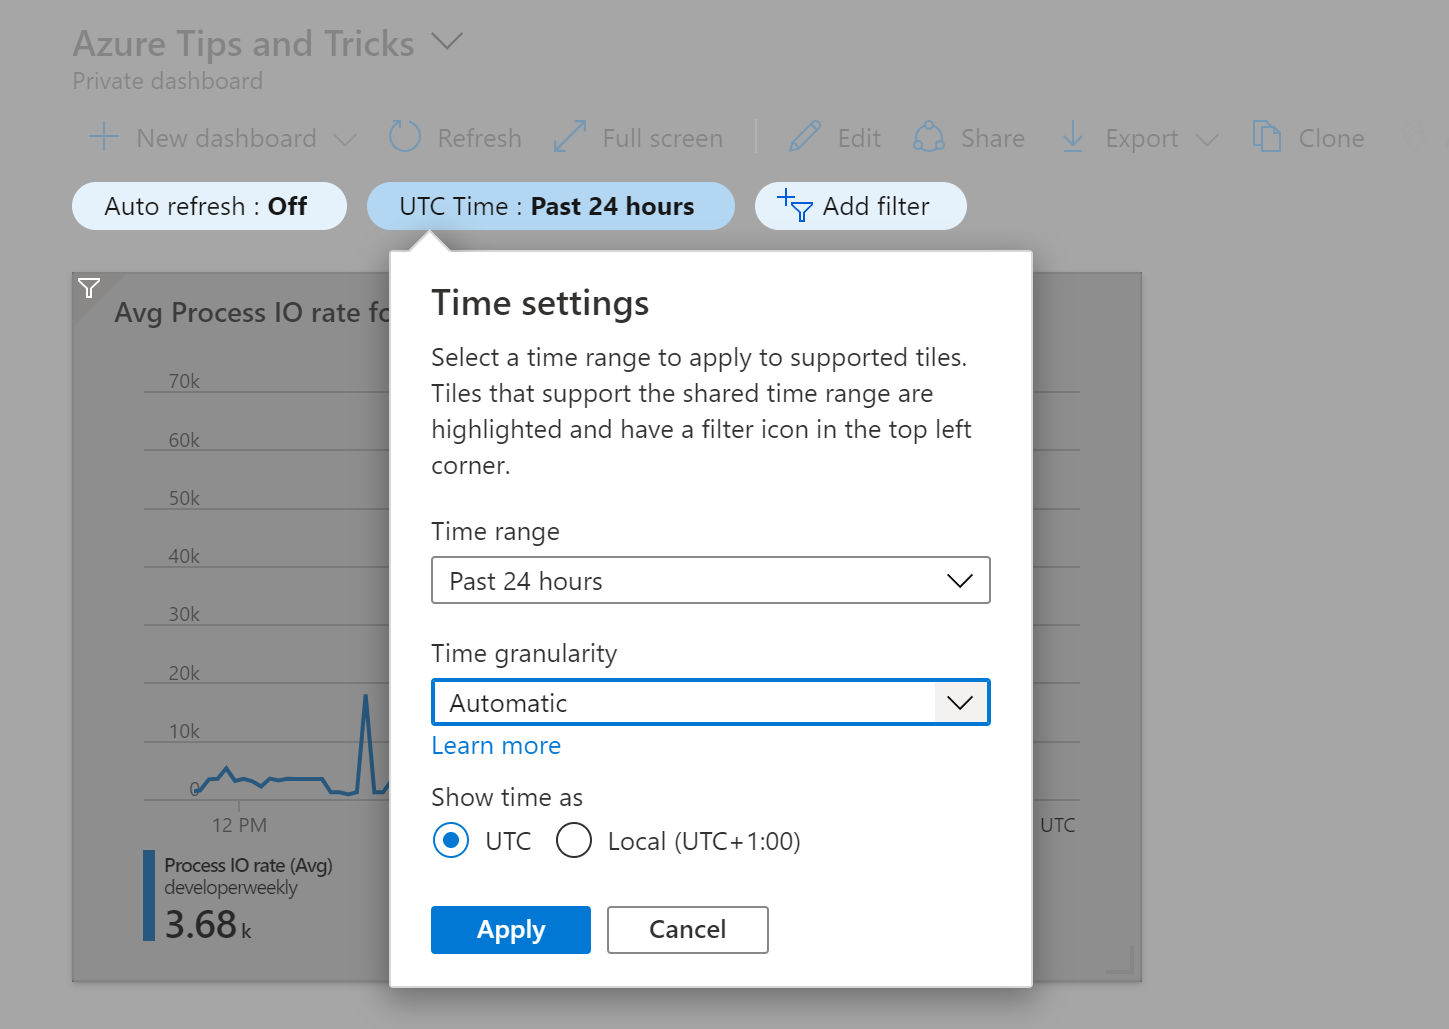 Azure Tips and Tricks
Private dashboard
New dashboard Refresh Full screen Edit Share Export Clone
Auto refresh : Off UTC Time : Past 24 hours Add filter
Avg Process IO rate fo
70k
60k
50k
40k
30k
20k
10k
0
12 PM
UTC
Process IO rate (Avg)
developerweekly
3.68 k
Time settings
Select a time range to apply to supported tiles.
Tiles that support the shared time range are
highlighted and have a filter icon in the top left
corner.
Time range
Past 24 hours
Time granularity
Automatic
Learn more
Show time as
UTC Local (UTC+1:00)
Apply Cancel